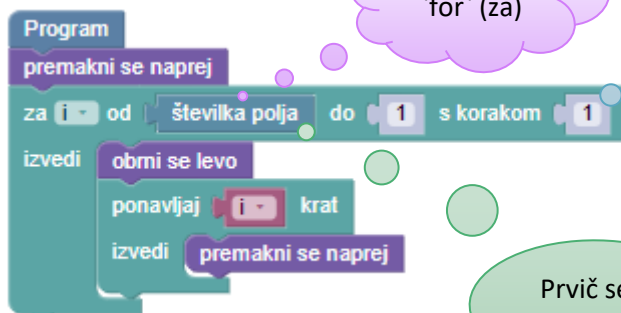 'for' (za)
Program
premakni se naprej
za i od številka polja do 1 s korakom 1
izvedi obrni se levo
ponavljaj i krat
izvedi premakni se naprej
Prvič se